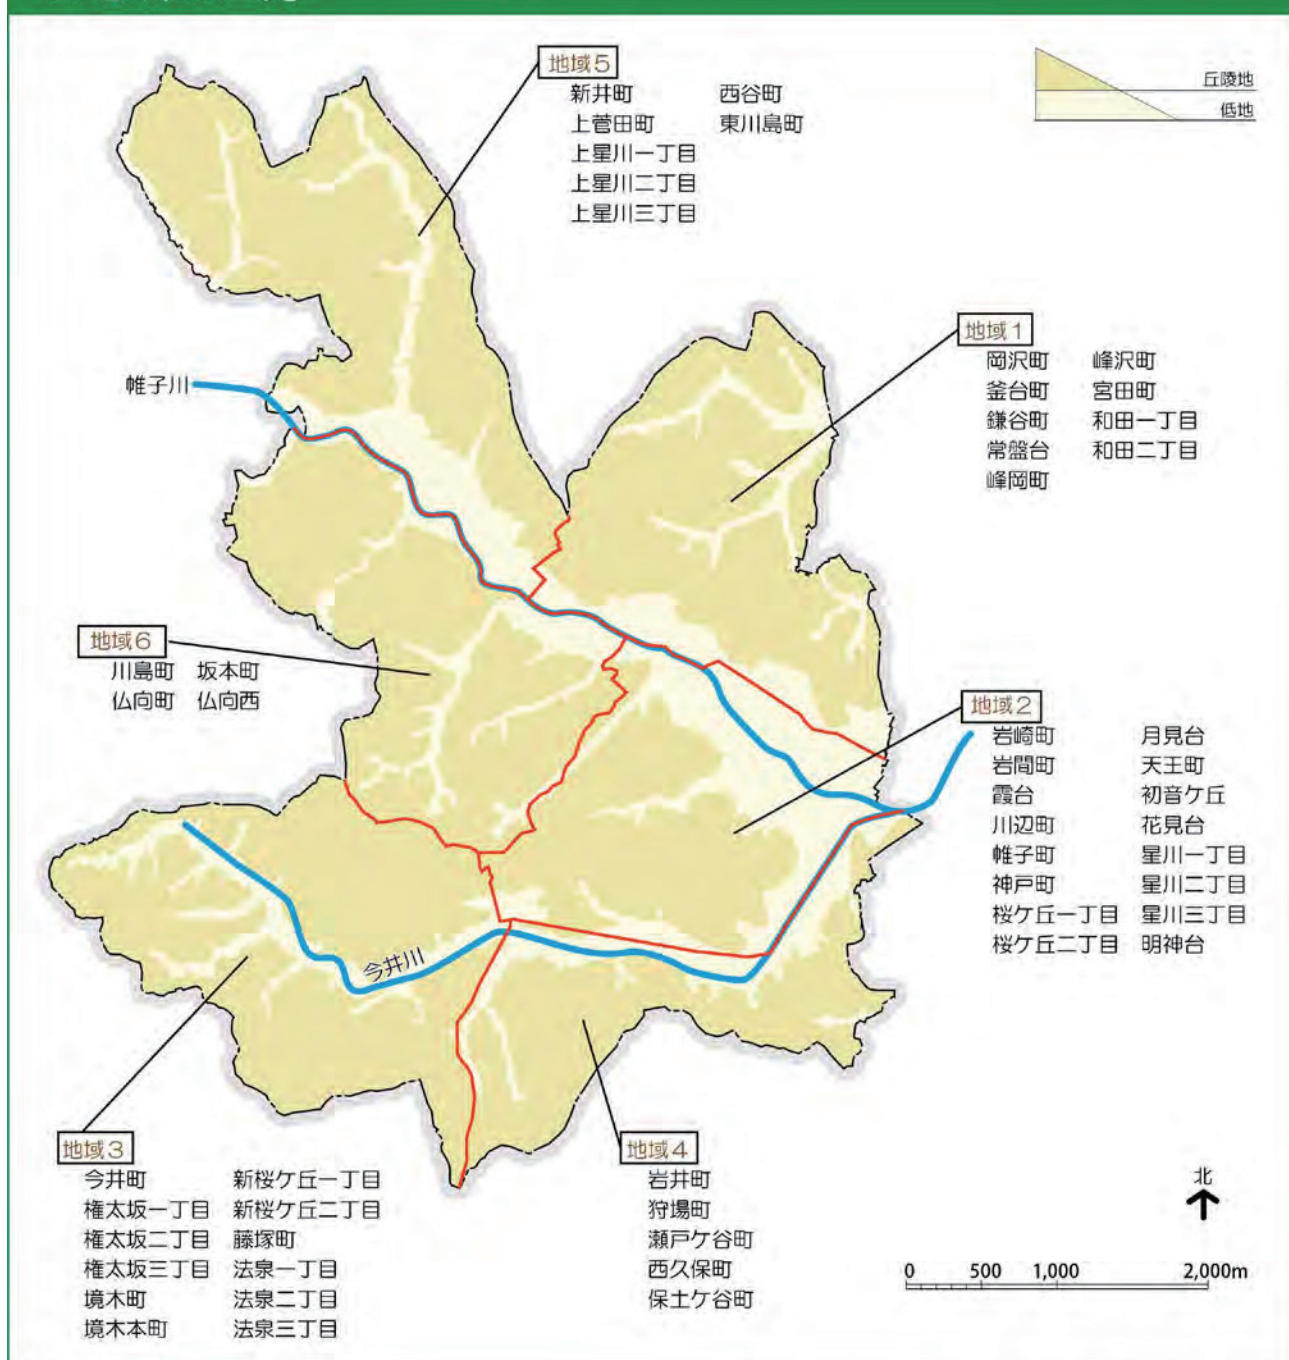 地域5
新井町 西谷町
上菅田町 東川島町
上星川一丁目
上星川二丁目
上星川三丁目
丘陵地
低地
地域1
岡沢町 峰沢町
釜台町 宮田町
鎌谷町 和田一丁目
常盤台 和田二丁目
峰岡町
帷子川
地域6
川島町 坂本町
仏向町 仏向西
地域2
岩崎町 月見台
岩間町 天王町
霞台 初音ケ丘
川辺町 花見台
帷子町 星川一丁目
神戸町 星川二丁目
桜ケ丘一丁目 星川三丁目
桜ケ丘二丁目 明神台
今井川
地域3
今井町 新桜ケ丘一丁目
権太坂一丁目 新桜ケ丘二丁目
権太坂二丁目 藤塚町
権太坂三丁目 法泉一丁目
境木町 法泉二丁目
境木本町 法泉三丁目
地域4
岩井町
狩場町
瀬戸ケ谷町
西久保町
保土ケ谷町
北
0 500 1,000 2,000m